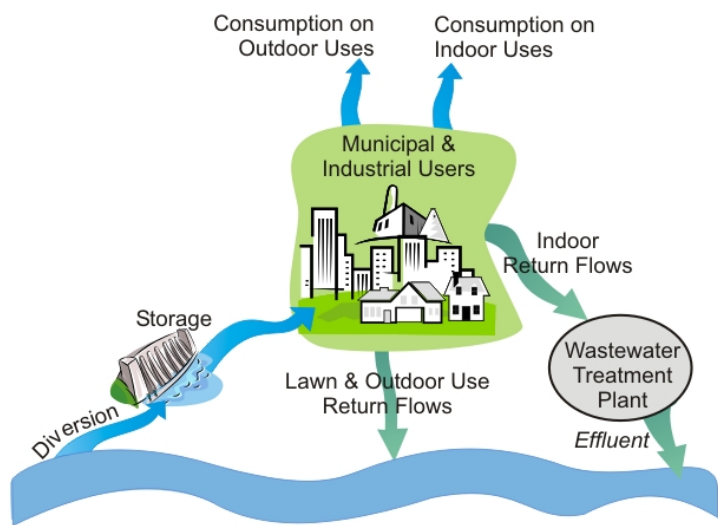 Consumption on
Outdoor Uses
Consumption on
Indoor Uses
Municipal &
Industrial Users
Indoor
Return Flows
Storage
Diversion
Lawn & Outdoor Use
Return Flows
Wastewater
Treatment
Plant
Effluent